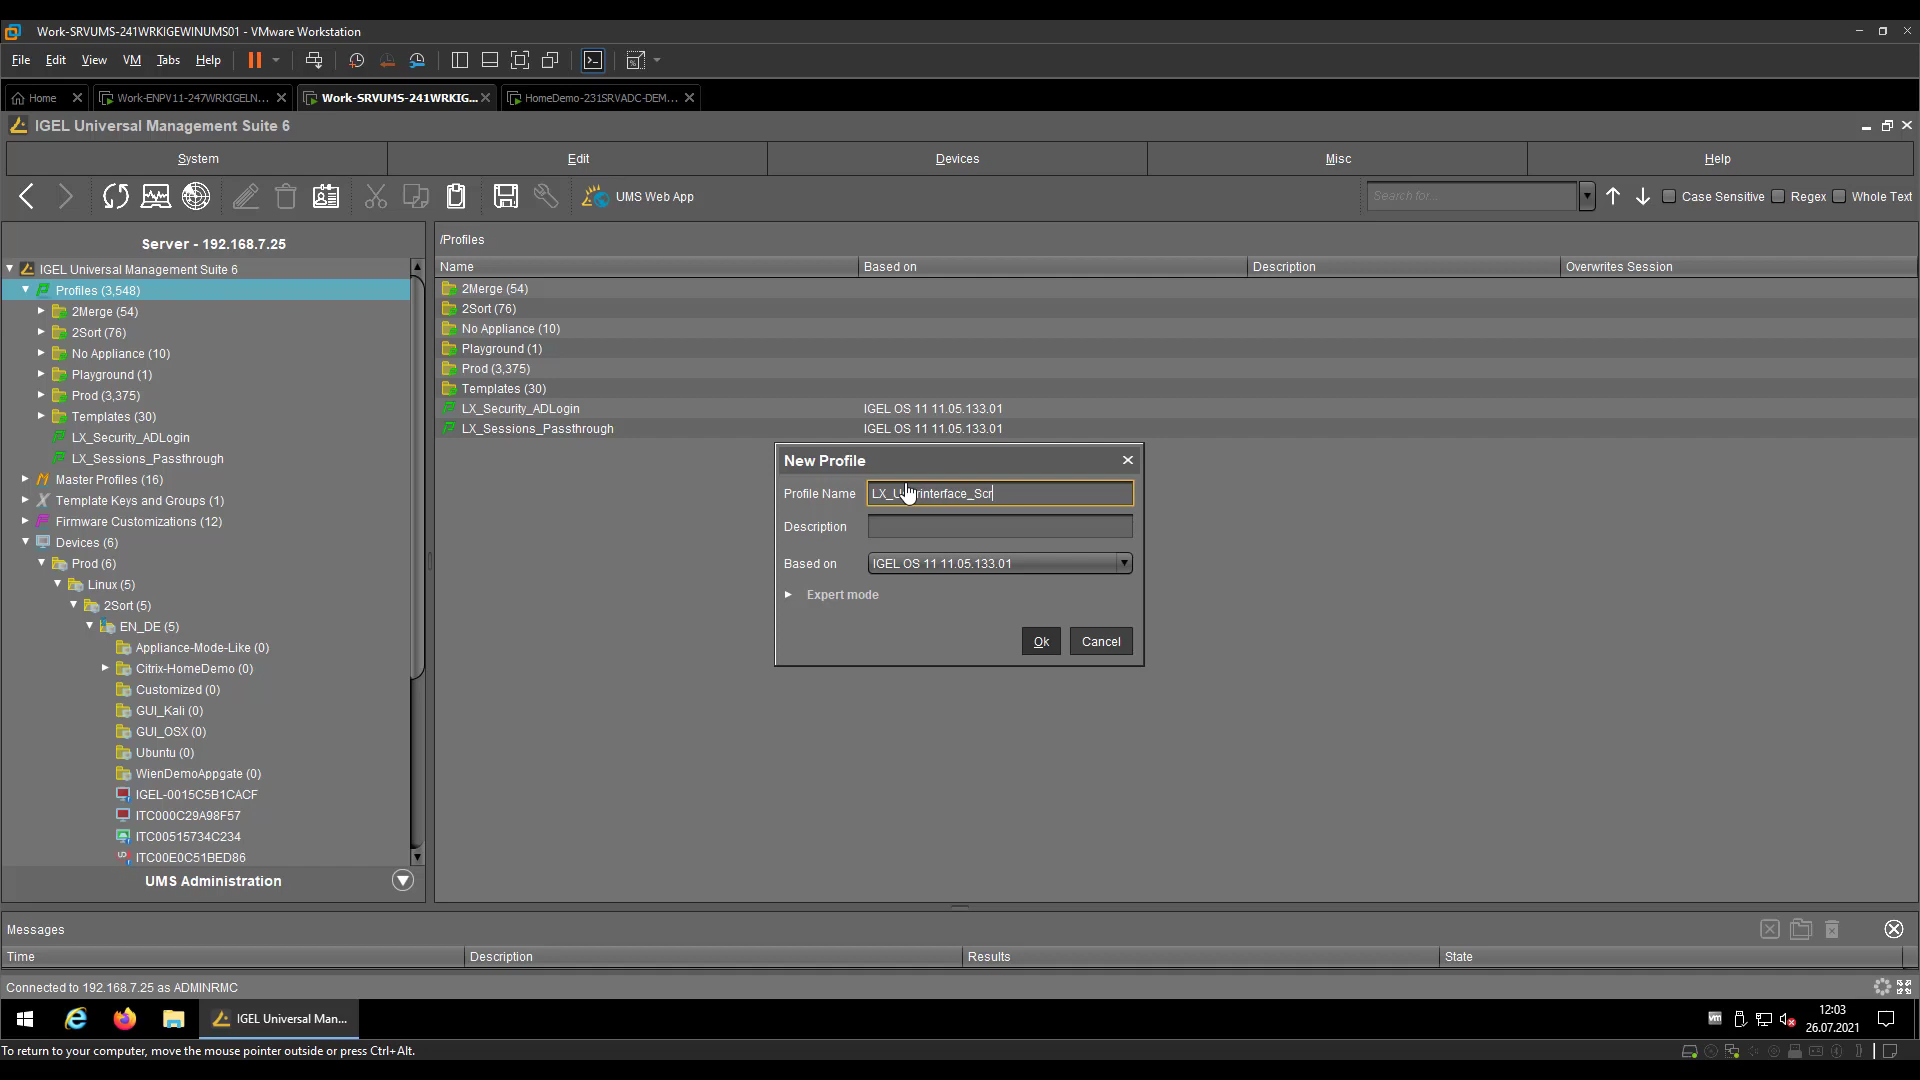 Work-SRVUMS-241WRKIGEWINUMS01 - VMware Workstation
File Edit View VM Tabs Help
Home
Work-ENPV11-247WRKIGELN...
Work-SRVUMS-241WRKIG...
HomeDemo-231SRVADC-DEM...
IGEL Universal Management Suite 6
System Edit Devices Misc Help
UMS Web App
Search for...
Case Sensitive
Regex
Whole Text
Server - 192.168.7.25
IGEL Universal Management Suite 6
Profiles (3,548)
2Merge (54)
2Sort (76)
No Appliance (10)
Playground (1)
Prod (3,375)
Templates (30)
LX_Security_ADLogin
LX_Sessions_Passthrough
Master Profiles (16)
Template Keys and Groups (1)
Firmware Customizations (12)
Devices (6)
Prod (6)
Linux (5)
2Sort (5)
EN_DE (5)
Appliance-Mode-Like (0)
Citrix-HomeDemo (0)
Customized (0)
GUI_Kali (0)
GUI_OSX (0)
Ubuntu (0)
WienDemoAppgate (0)
IGEL-0015C5B1CACF
ITC000C29A98F57
ITC00515734C234
ITC00E0C51BED86
UMS Administration
/Profiles
Name Based on Description Overwrites Session
2Merge (54)
2Sort (76)
No Appliance (10)
Playground (1)
Prod (3,375)
Templates (30)
LX_Security_ADLogin IGEL OS 11 11.05.133.01
LX_Sessions_Passthrough IGEL OS 11 11.05.133.01
New Profile
Profile Name
Description
Based on IGEL OS 11 11.05.133.01
Expert mode
Ok Cancel
Messages
Time Description Results State
Connected to 192.168.7.25 as ADMINRMC
IGEL Universal Man...
12:03
26.07.2021
To return to your computer, move the mouse pointer outside or press Ctrl+Alt.